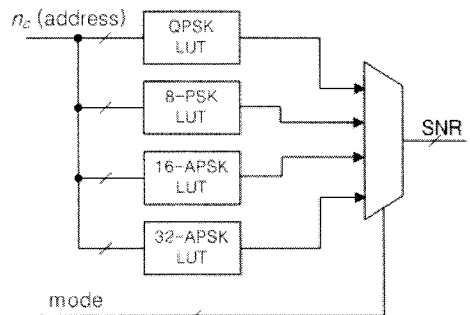 n_c (address)
QPSK
LUT
8-PSK
LUT
16-APSK
LUT
32-APSK
LUT
SNR
mode